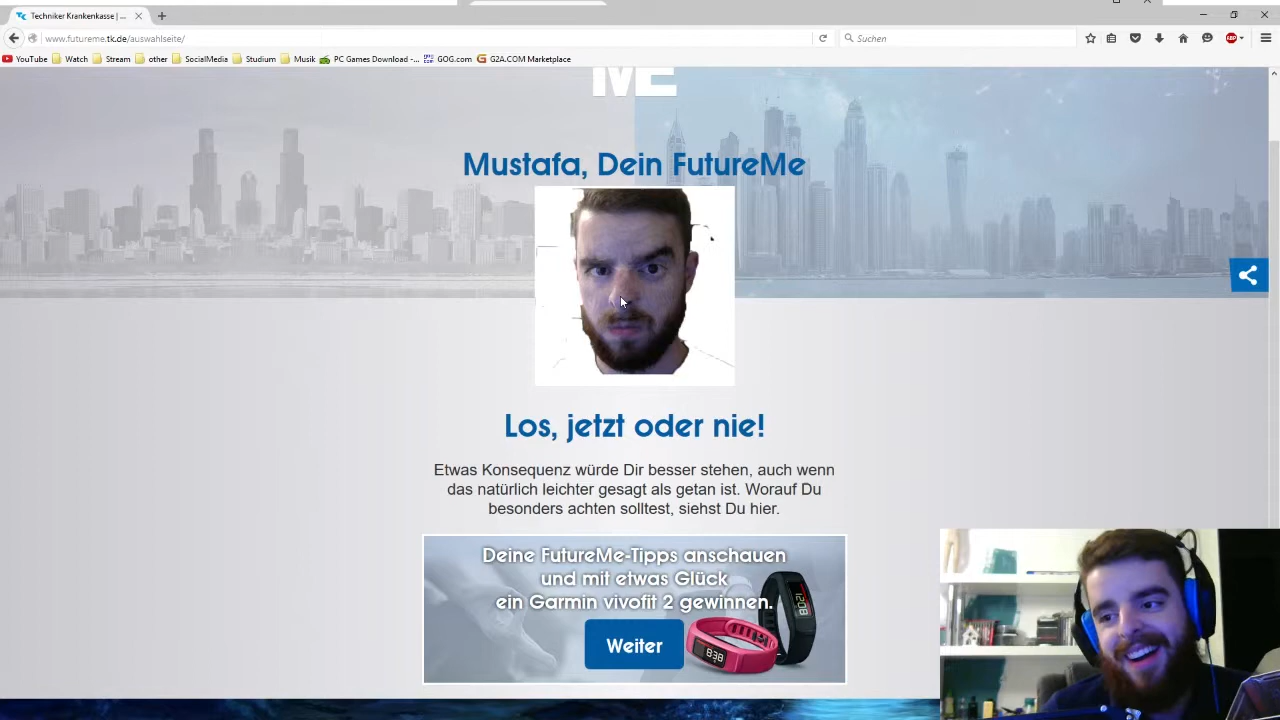 Techniker Krankenkasse | ...
www.futureme.tk.de/auswahlseite/
Suchen
YouTube Watch Stream other SocialMedia Studium Musik PC Games Download -... GOG.com G2A.COM Marketplace
ME
Mustafa, Dein FutureMe
Los, jetzt oder nie!
Etwas Konsequenz würde Dir besser stehen, auch wenn
das natürlich leichter gesagt als getan ist. Worauf Du
besonders achten solltest, siehst Du hier.
Deine FutureMe-Tipps anschauen
und mit etwas Glück
ein Garmin vivofit 2 gewinnen.
Weiter
8:38